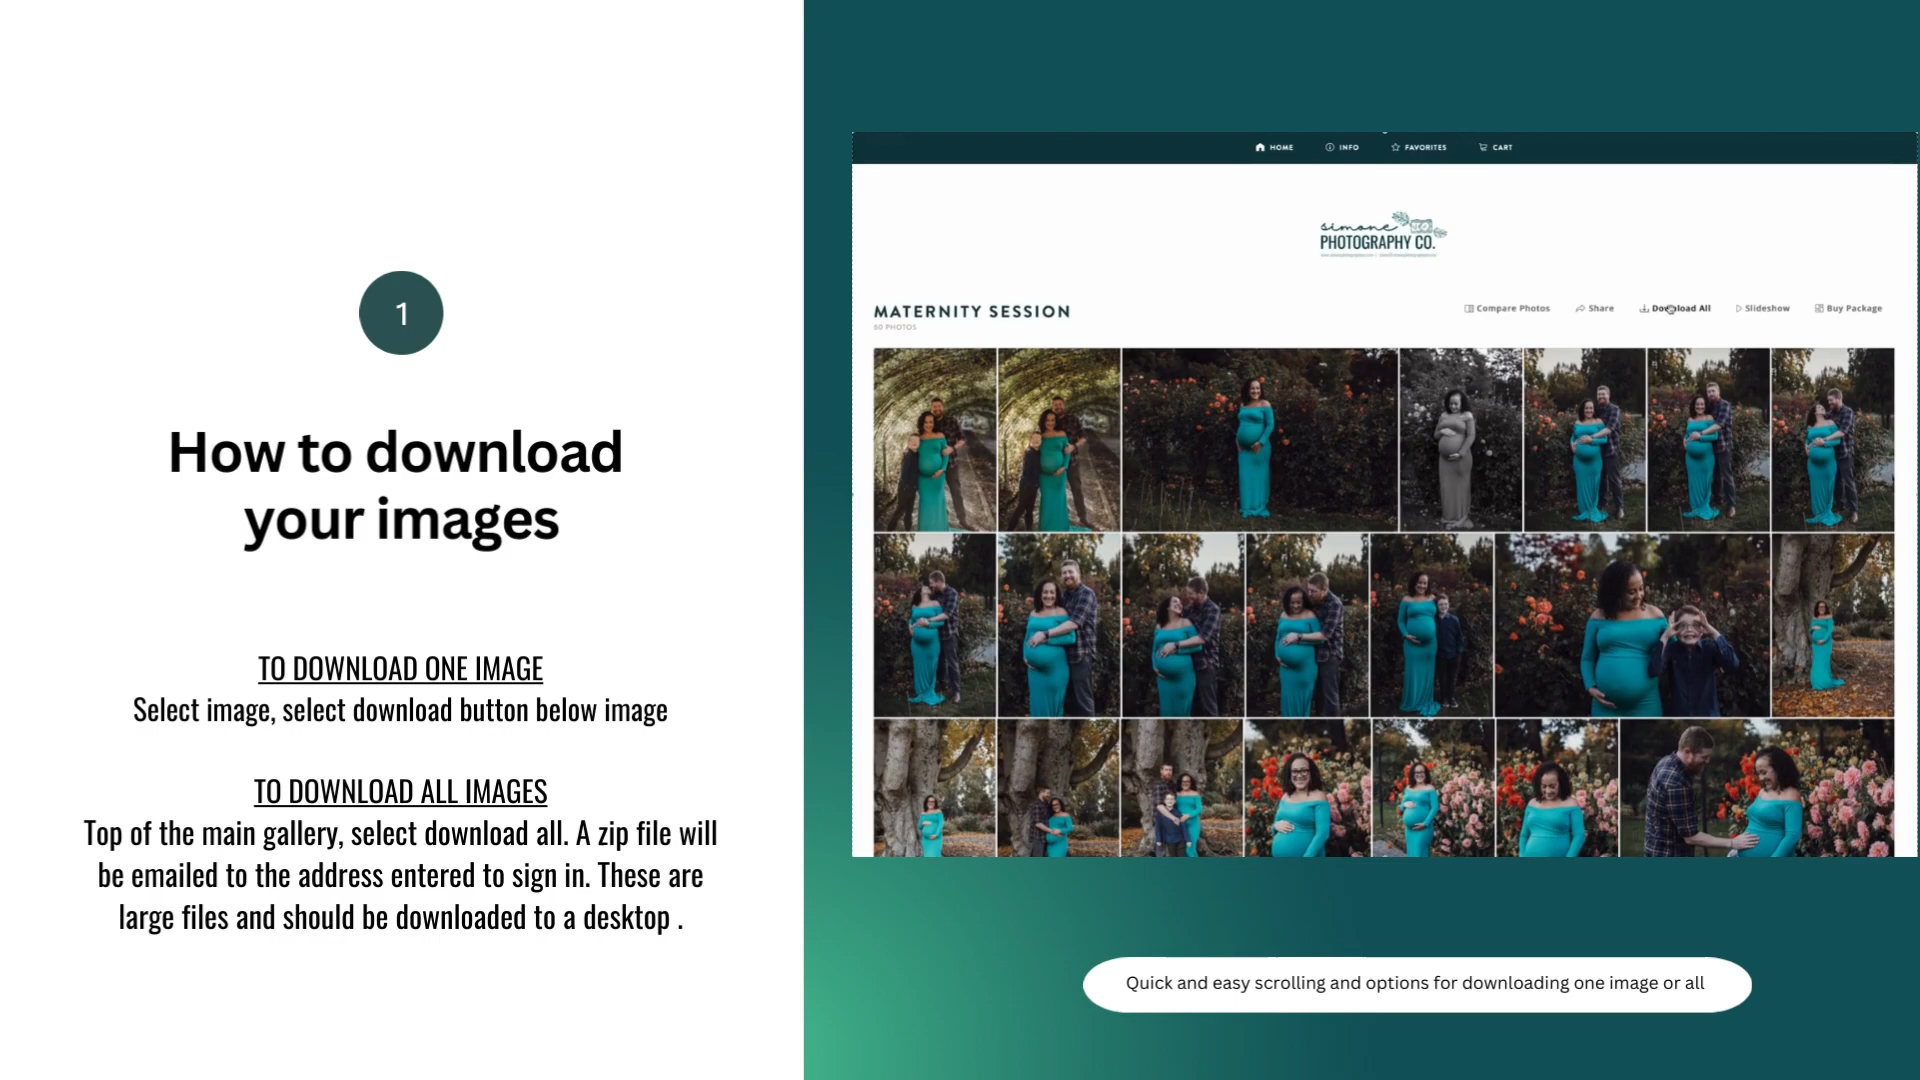 1
How to download
your images
TO DOWNLOAD ONE IMAGE
Select image, select download button below image
TO DOWNLOAD ALL IMAGES
Top of the main gallery, select download all. A zip file will
be emailed to the address entered to sign in. These are
large files and should be downloaded to a desktop .
HOME INFO FAVORITES CART
simone
PHOTOGRAPHY CO.
MATERNITY SESSION
60 PHOTOS
Compare Photos Share Download All Slideshow Buy Package
Quick and easy scrolling and options for downloading one image or all